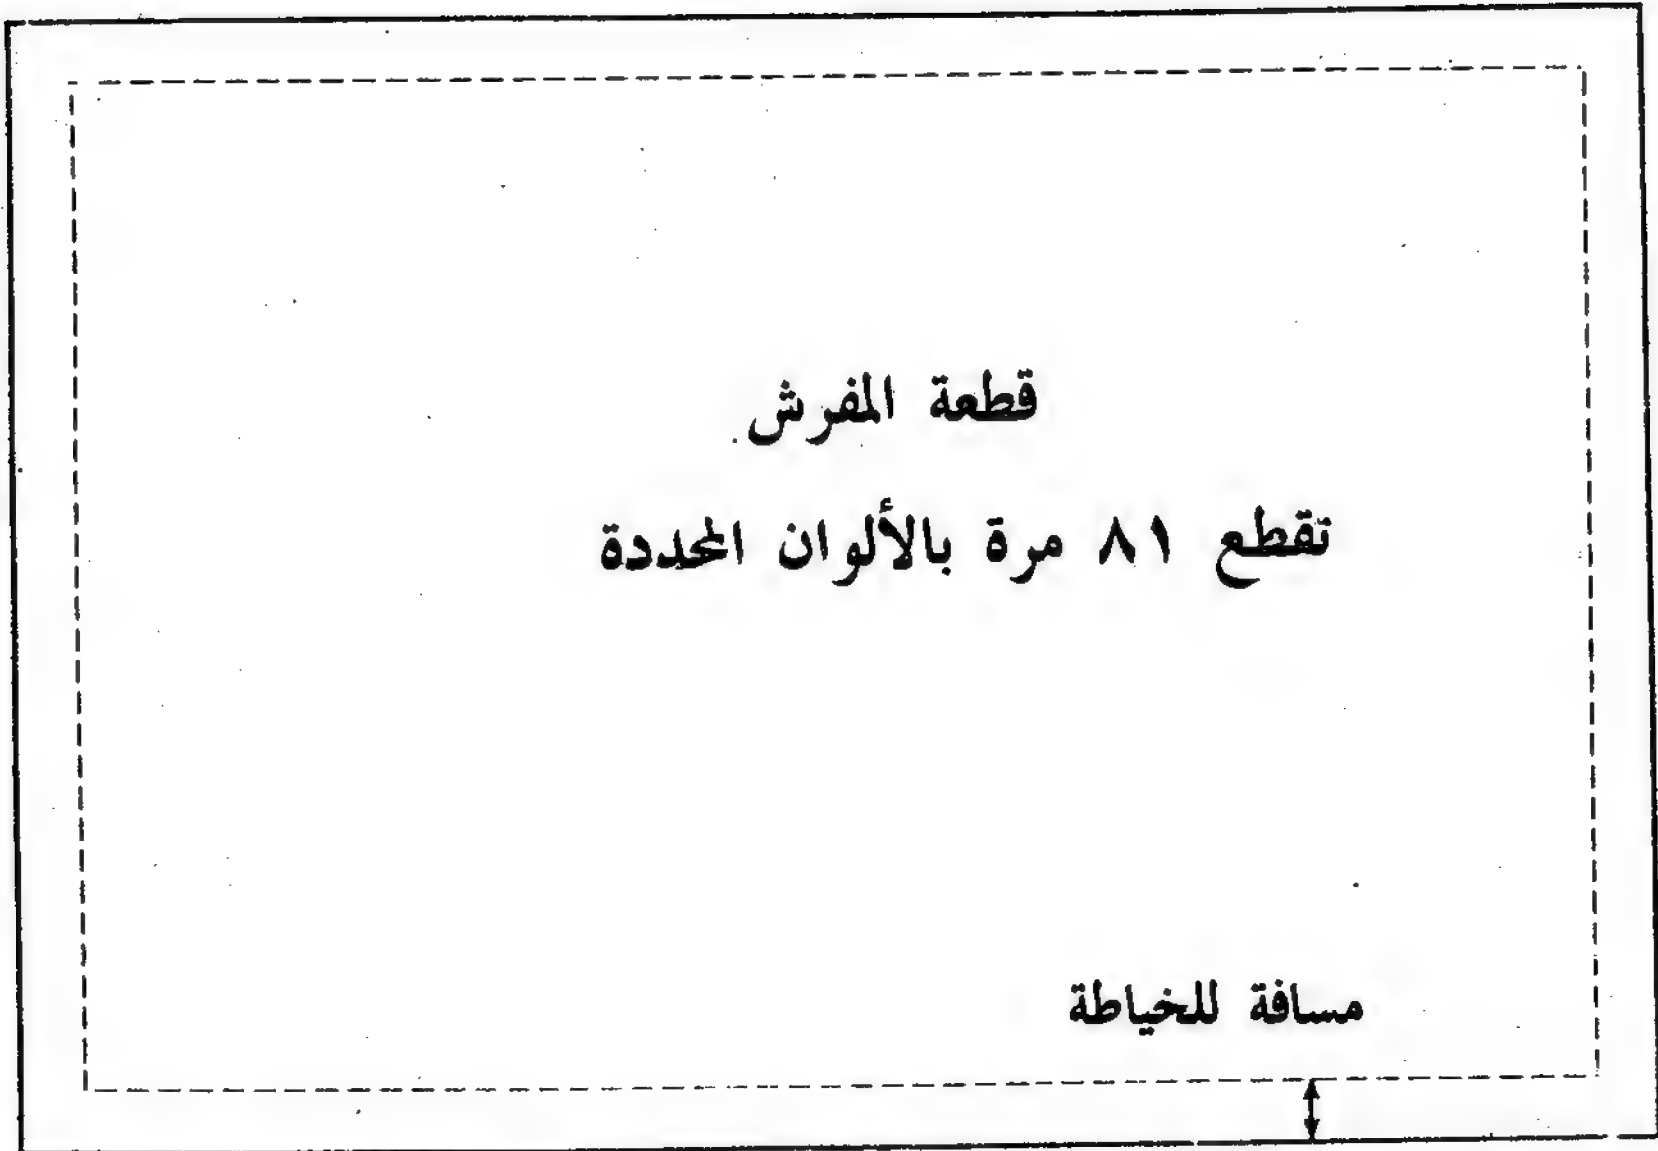 قطعة المفرش
تقطع ٨١ مرة بالألوان المحددة
مسافة للخياطة